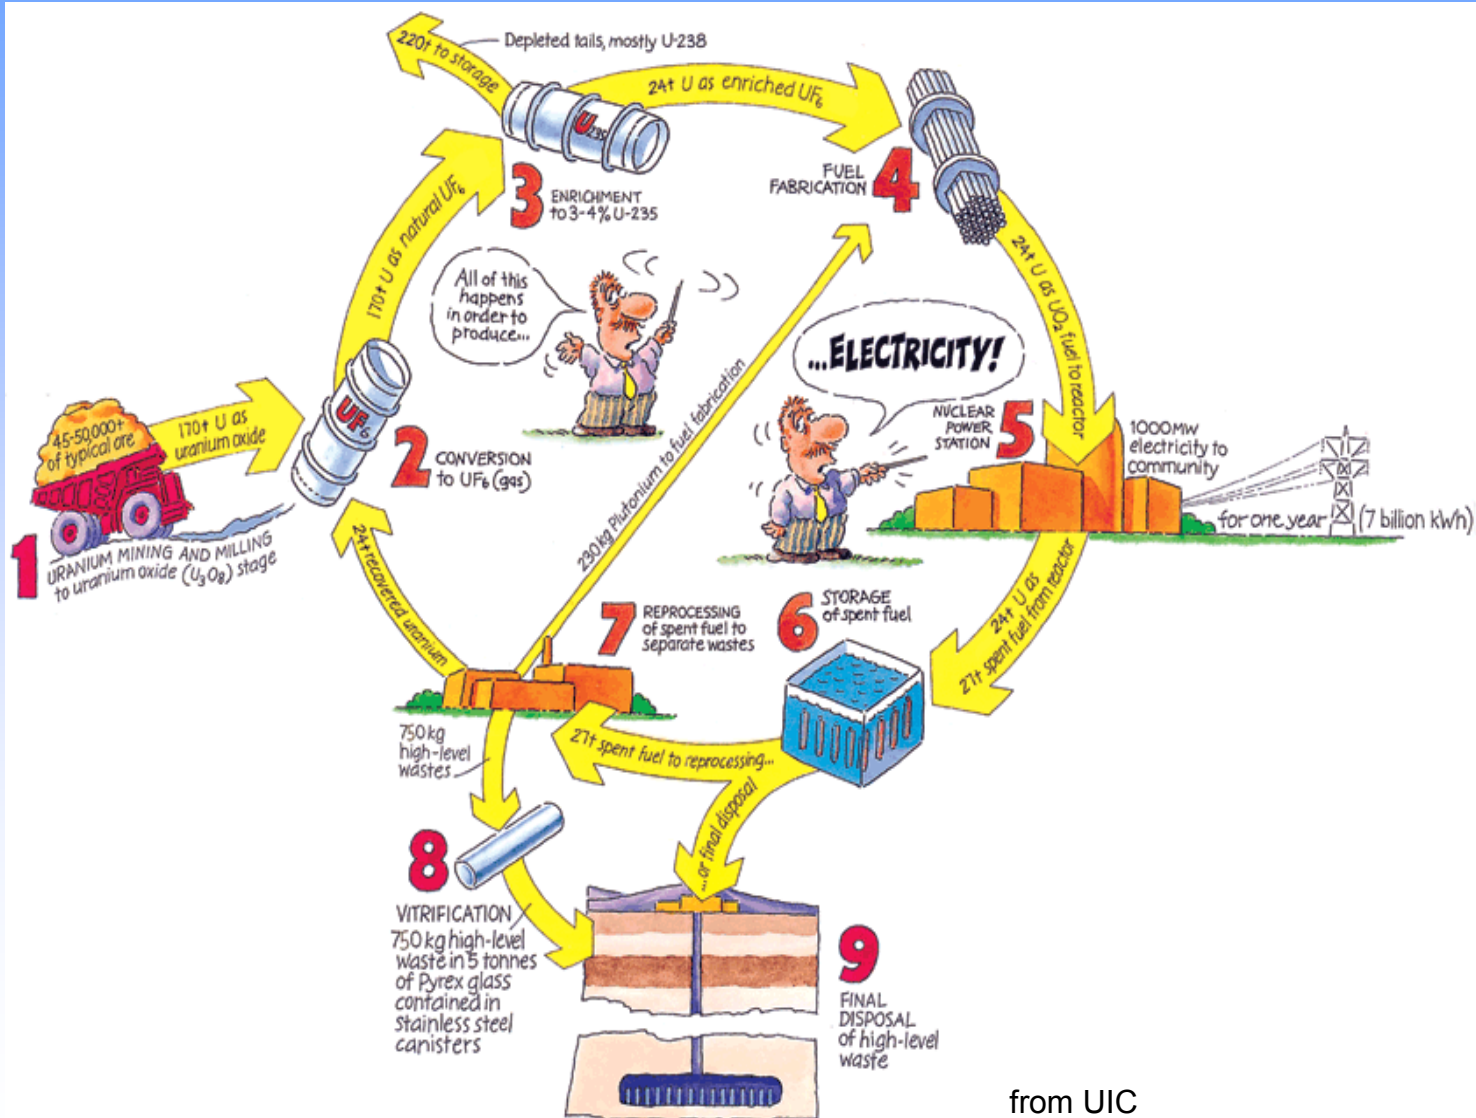 220t to storage
Depleted tails, mostly U-238
24t U as enriched UF₆
U235
3
ENRICHMENT
to 3-4% U-235
FUEL
FABRICATION
4
170t U as natural UF₆
All of this
happens
in order to
produce...
...ELECTRICITY!
24t U as UO₂ fuel to reactor
45-50,000t
of typical ore
170t U as
uranium oxide
UF₆
2
CONVERSION
to UF₆ (gas)
1
URANIUM MINING AND MILLING
to uranium oxide (U₃O₈) stage
230 kg Plutonium to fuel fabrication
NUCLEAR
POWER
STATION
5
1000MW
electricity to
community
for one year
(7 billion kWh)
24t recovered uranium
7
REPROCESSING
of spent fuel to
separate wastes
6
STORAGE
of spent fuel
24t U as
27t spent fuel from reactor
750 kg
high-level
wastes
27t spent fuel to reprocessing...
...or final disposal
8
VITRIFICATION
750 kg high-level
waste in 5 tonnes
of Pyrex glass
contained in
stainless steel
canisters
9
FINAL
DISPOSAL
of high-level
waste
from UIC